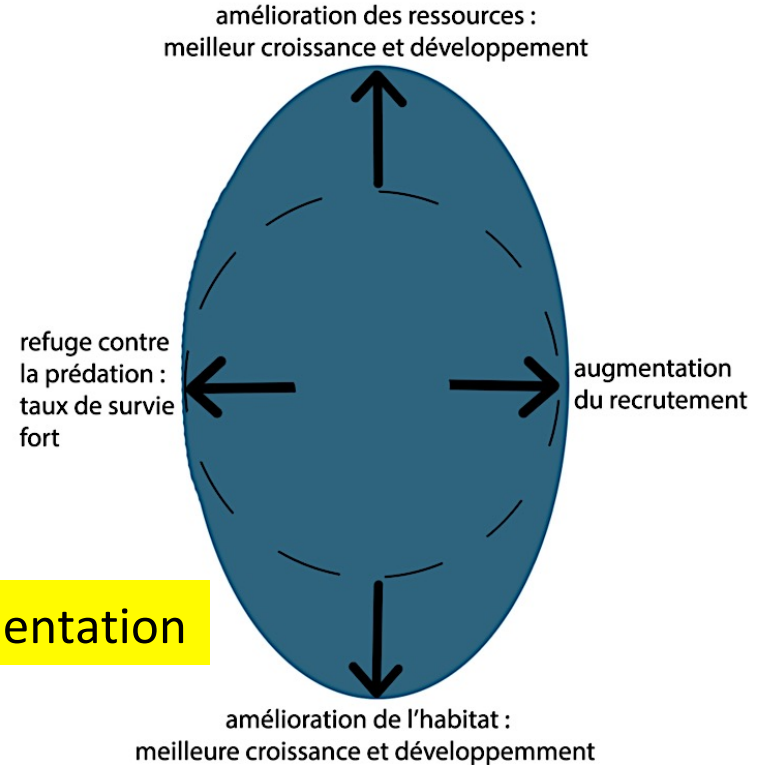 amélioration des ressources :
meilleur croissance et développement
refuge contre
la prédation :
taux de survie
fort
augmentation
du recrutement
entation
amélioration de l'habitat :
meilleure croissance et développemment